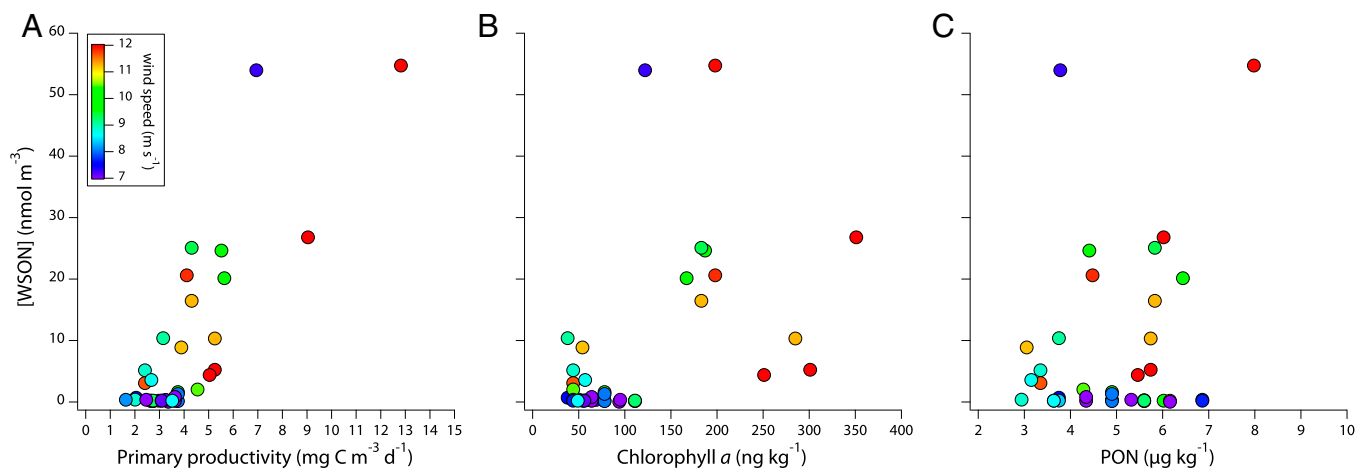 A
B
C
60
50
40
30
20
10
0
[WSON] (nmol m⁻³)
12
11
10
9
8
7
wind speed (m s⁻¹)
0 1 2 3 4 5 6 7 8 9 10 11 12 13 14 15
Primary productivity (mg C m⁻³ d⁻¹)
0 50 100 150 200 250 300 350 400
Chlorophyll a (ng kg⁻¹)
2 3 4 5 6 7 8 9 10
PON (µg kg⁻¹)